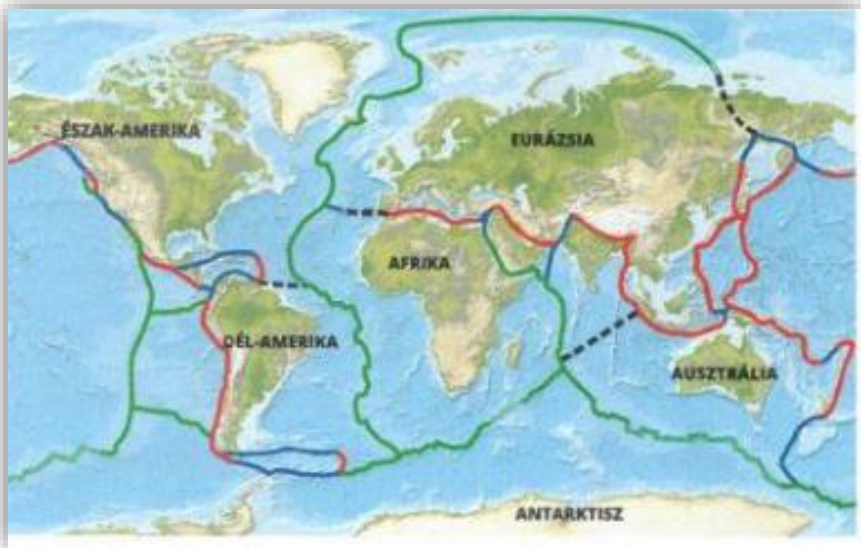 ÉSZAK-AMERIKA
EURÁZSIA
AFRIKA
DÉL-AMERIKA
AUSZTRÁLIA
ANTARKTISZ